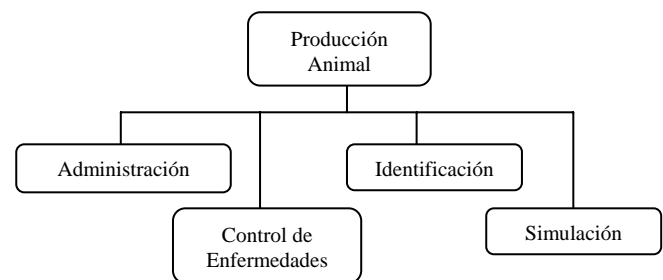 Producción
Animal
Administración
Identificación
Control de
Enfermedades
Simulación